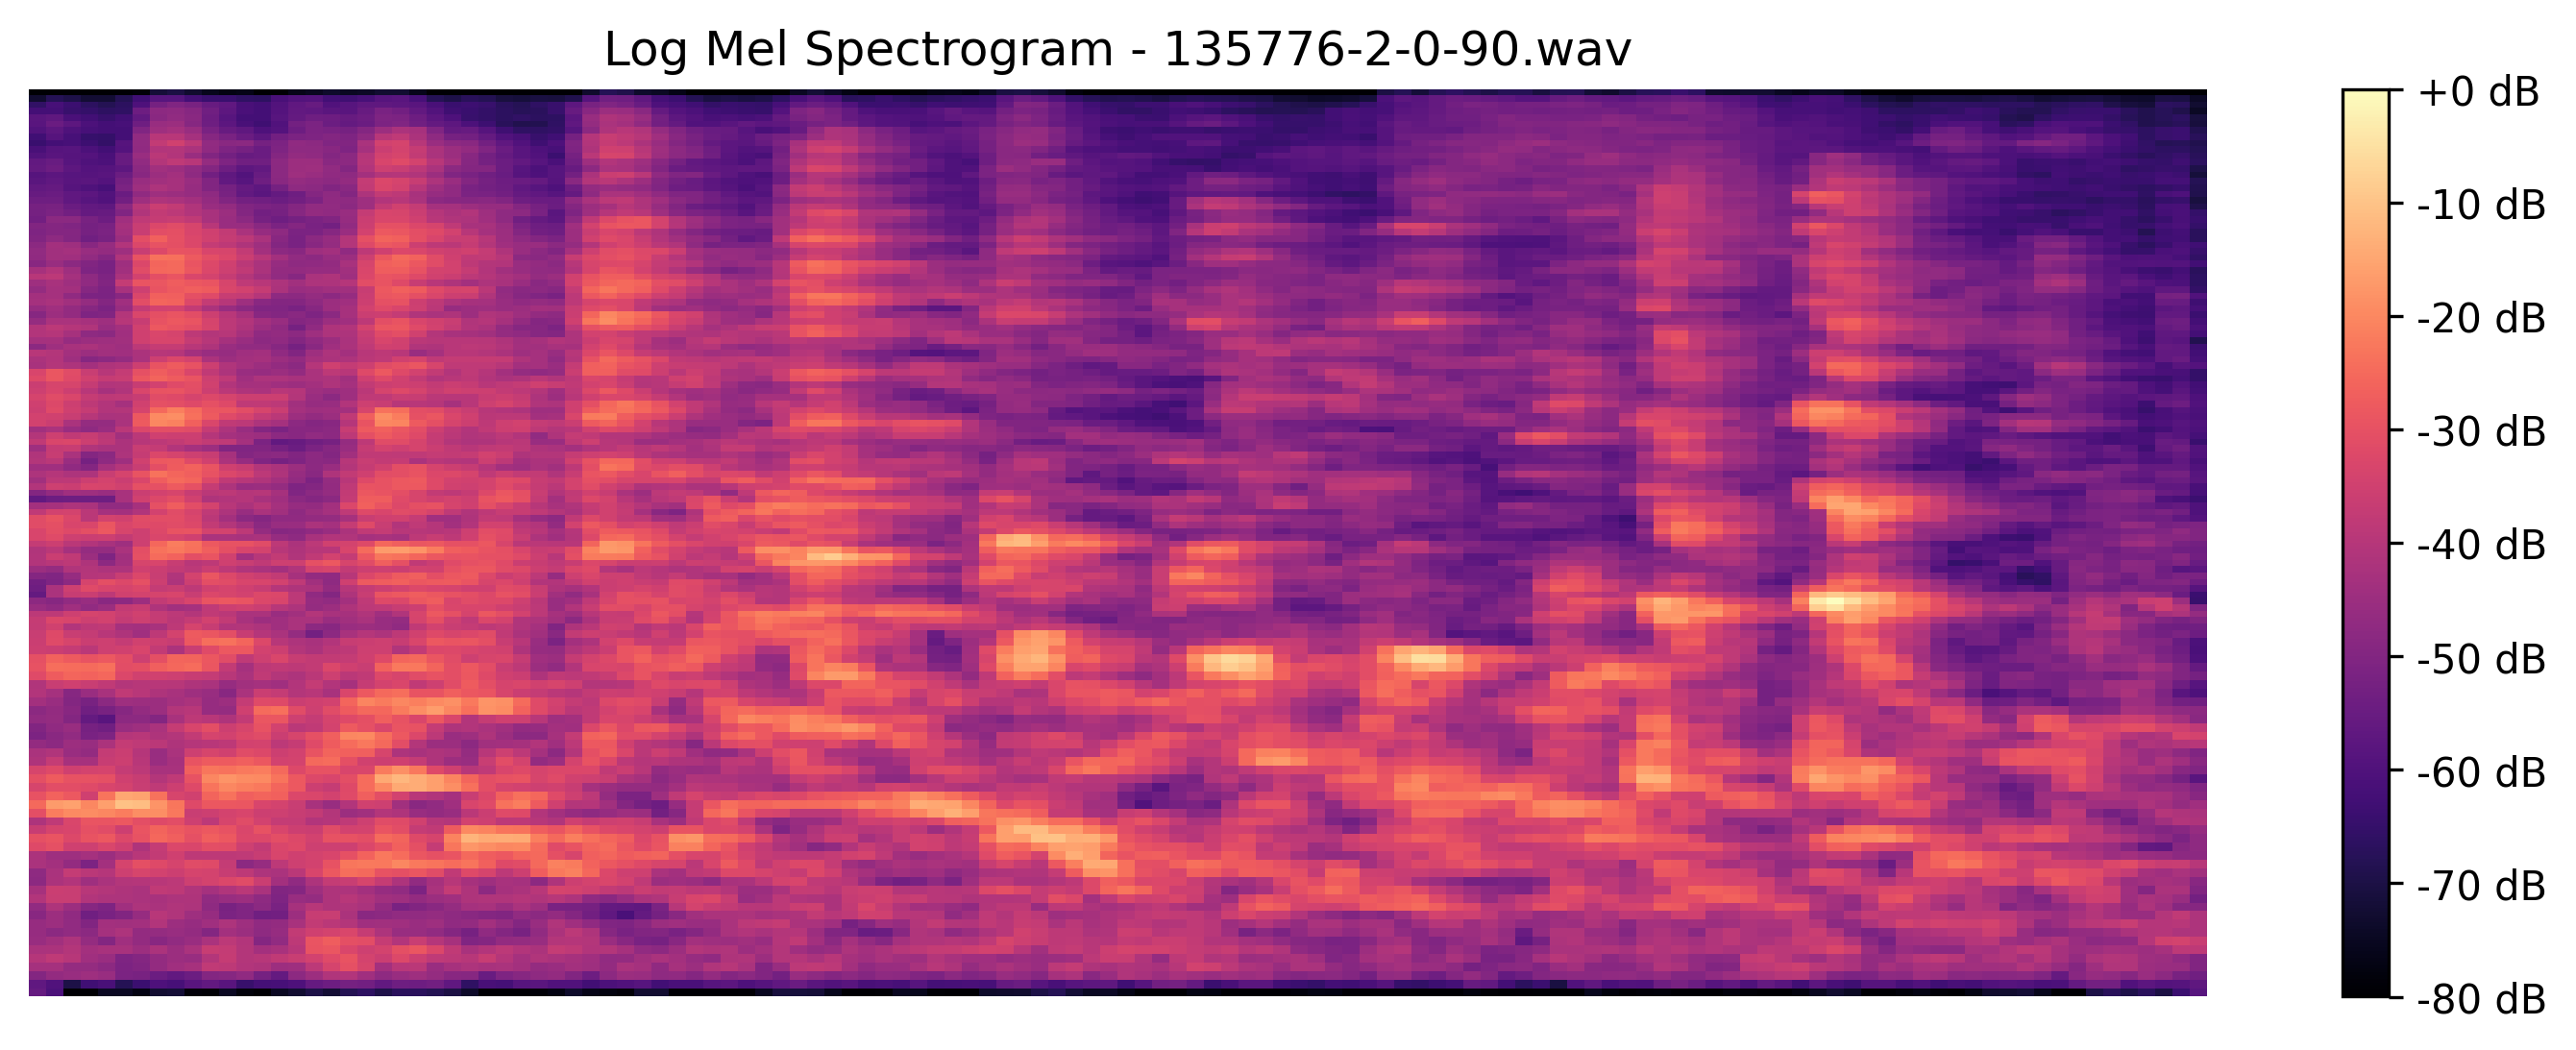 Log Mel Spectrogram - 135776-2-0-90.wav
+0 dB
-10 dB
-20 dB
-30 dB
-40 dB
-50 dB
-60 dB
-70 dB
-80 dB